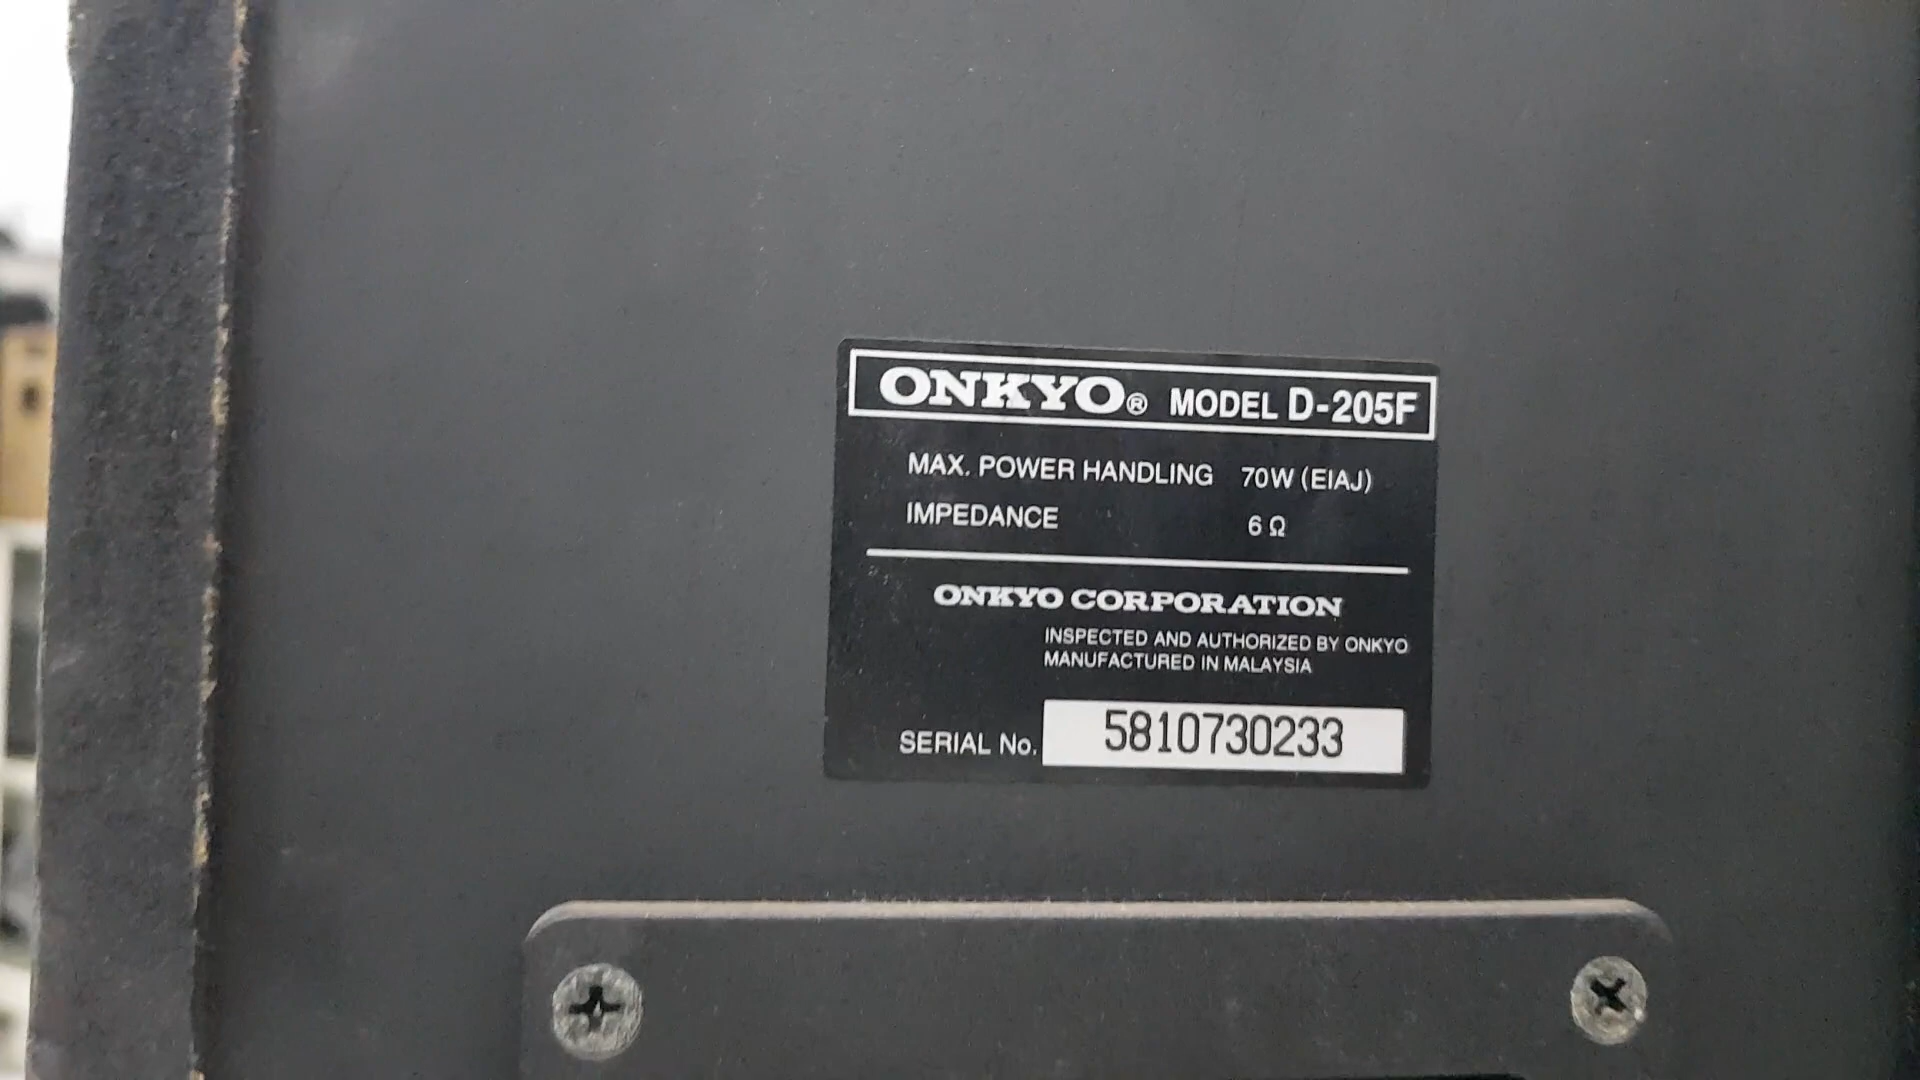 ONKYO® MODEL D-205F
MAX. POWER HANDLING 70W (EIAJ)
IMPEDANCE 6 Ω
ONKYO CORPORATION
INSPECTED AND AUTHORIZED BY ONKYO
MANUFACTURED IN MALAYSIA
SERIAL No. 5810730233